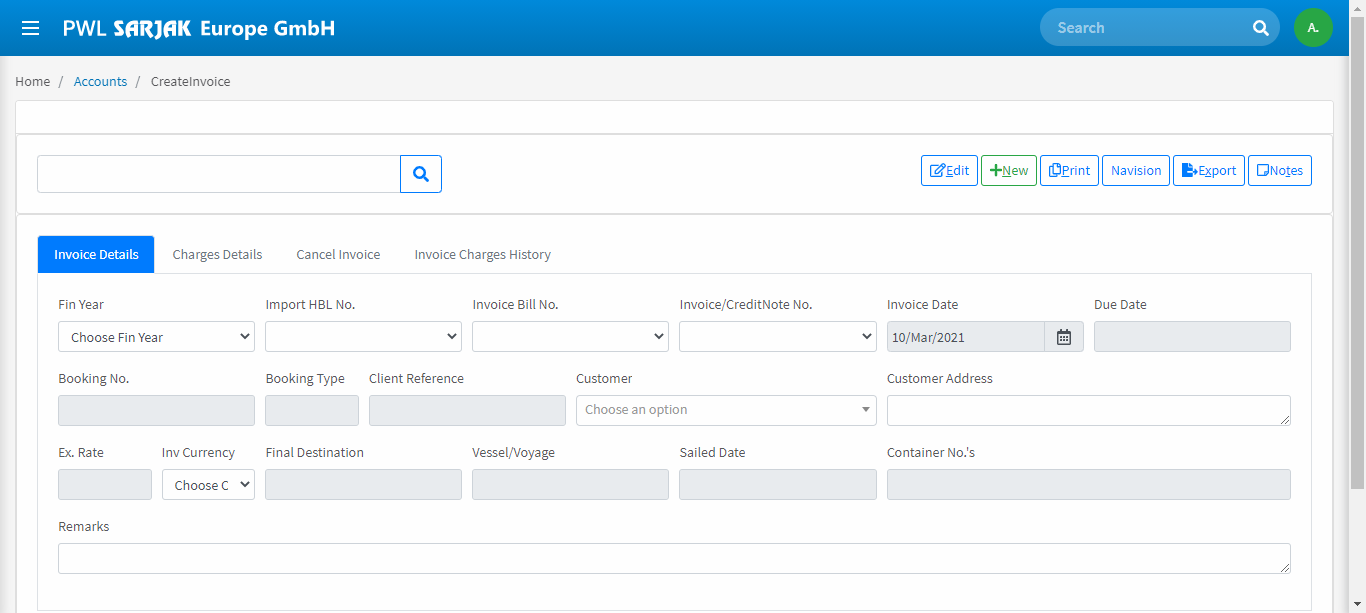 PWL SARJAK Europe GmbH
Search
A.
Home / Accounts / CreateInvoice
Edit New Print Navision Export Notes
Invoice Details Charges Details Cancel Invoice Invoice Charges History
Fin Year Import HBL No. Invoice Bill No. Invoice/CreditNote No. Invoice Date Due Date
Choose Fin Year 10/Mar/2021
Booking No. Booking Type Client Reference Customer Customer Address
Choose an option
Ex. Rate Inv Currency Final Destination Vessel/Voyage Sailed Date Container No.'s
Choose C
Remarks